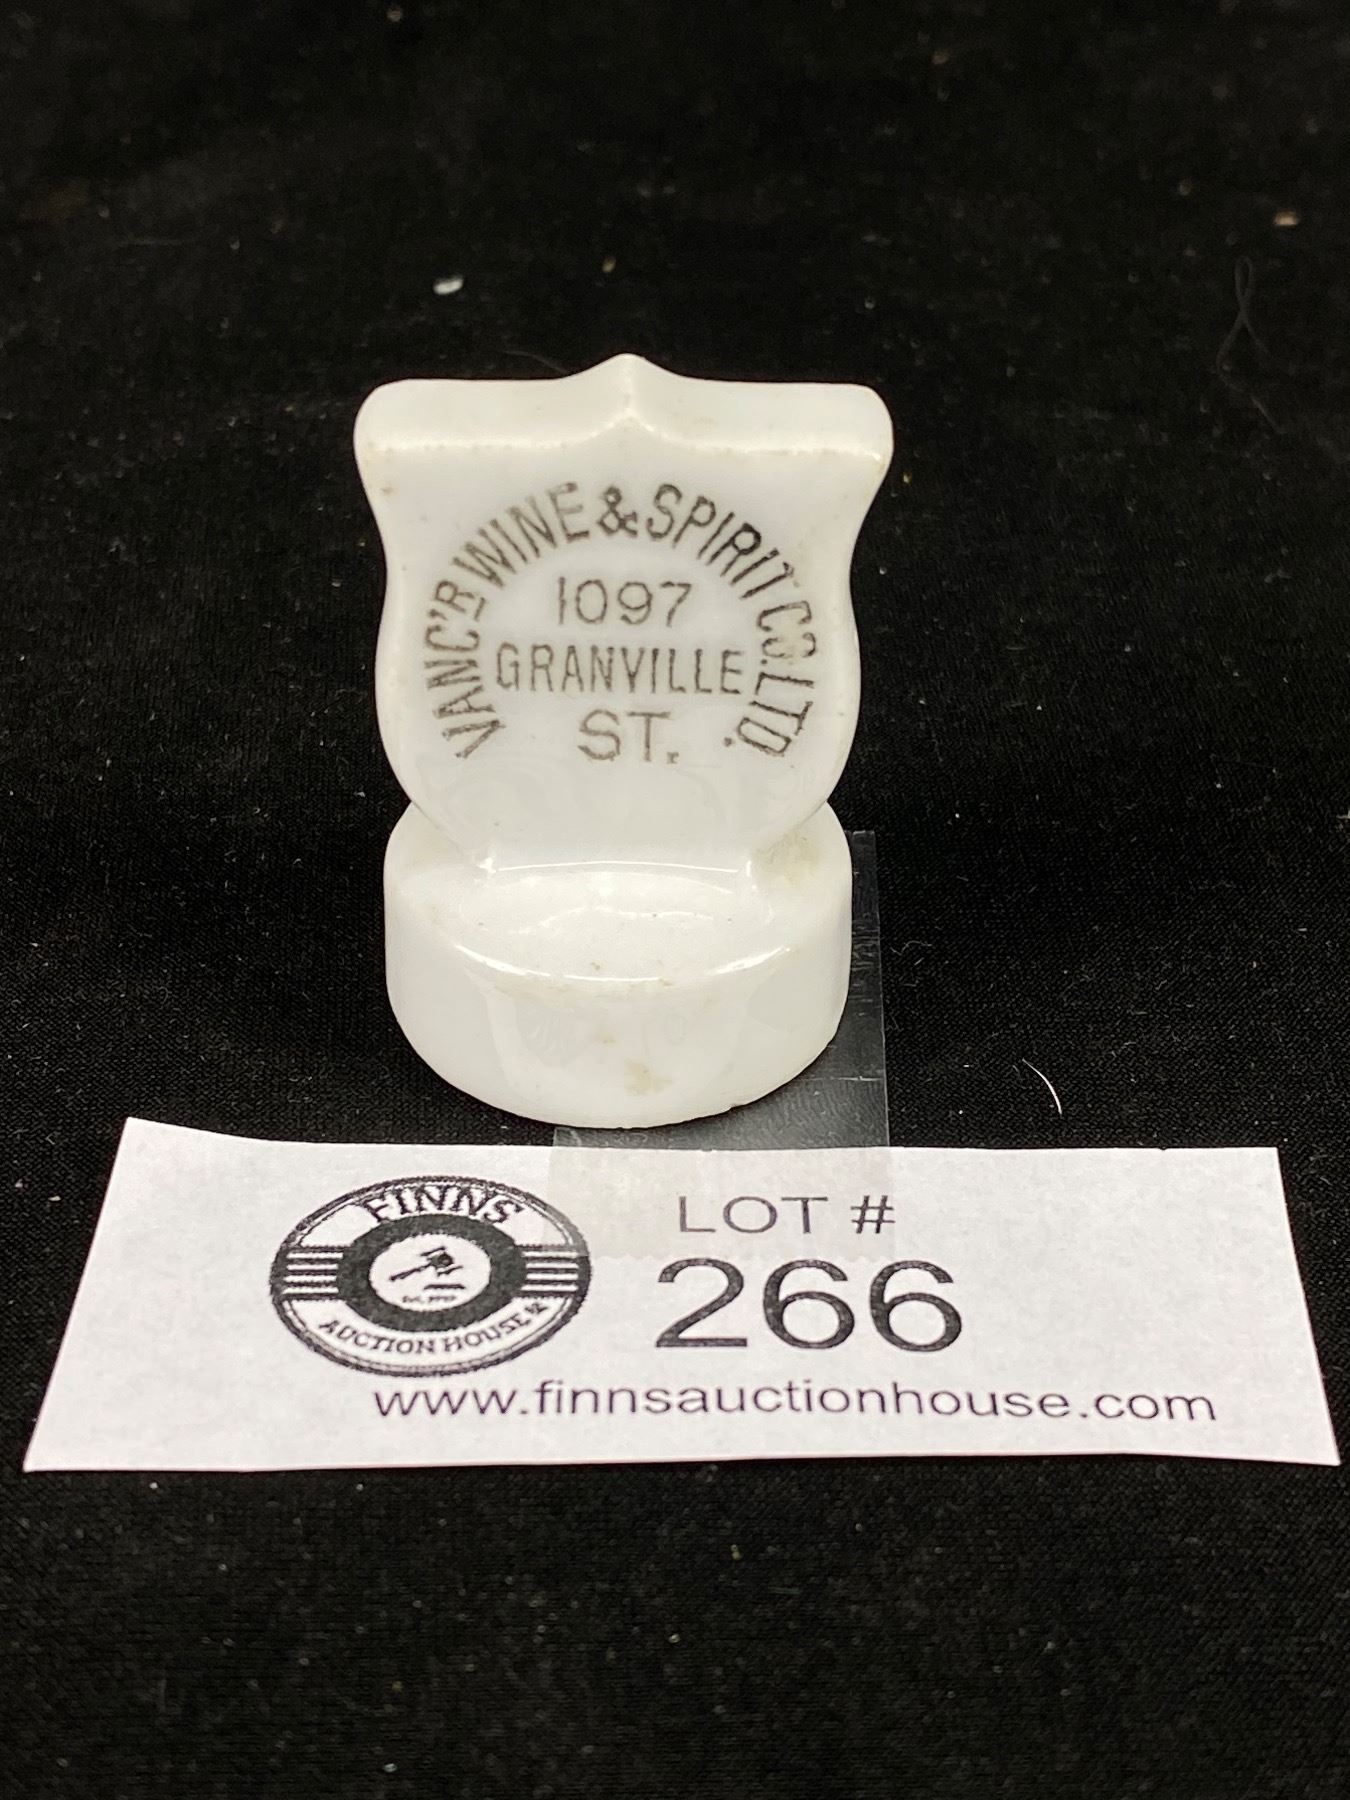 VANC'R WINE & SPIRIT CO. LTD.
1097
GRANVILLE
ST.
FINNS
AUCTION HOUSE
LOT #
266
www.finnsauctionhouse.com